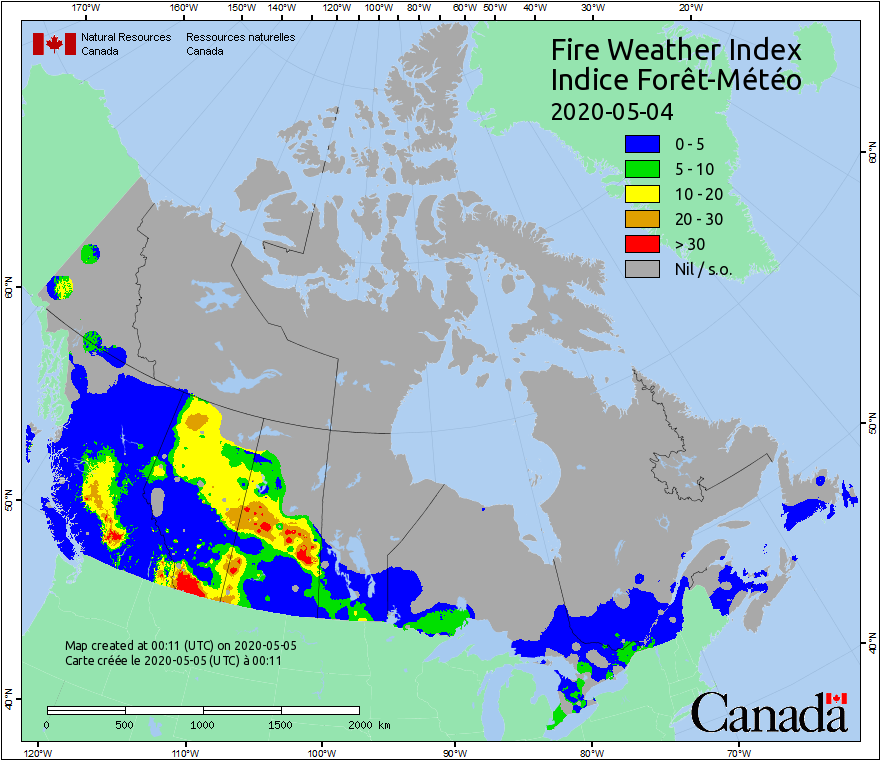 170°W 160°W 150°W 140°W 120°W 100°W 80°W 60°W 50°W 40°W 30°W 20°W
Natural Resources Canada
Ressources naturelles Canada
Fire Weather Index
Indice Forêt-Météo
2020-05-04
0 - 5
5 - 10
10 - 20
20 - 30
> 30
Nil / s.o.
60°N
50°N
40°N
60°N
50°N
40°N
Map created at 00:11 (UTC) on 2020-05-05
Carte créée le 2020-05-05 (UTC) à 00:11
0 500 1000 1500 2000 km
Canada
120°W 110°W 100°W 90°W 80°W 70°W